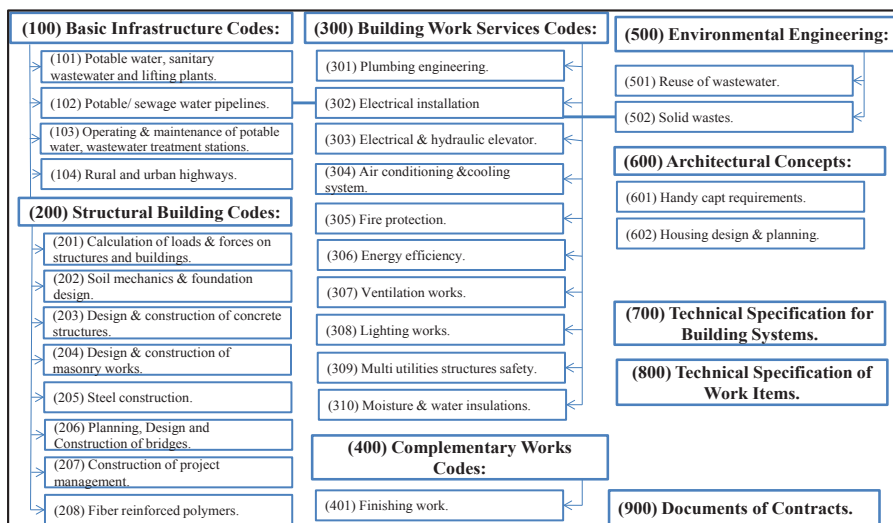 (100) Basic Infrastructure Codes:
(101) Potable water, sanitary
wastewater and lifting plants.
(102) Potable/ sewage water pipelines.
(103) Operating & maintenance of potable
water, wastewater treatment stations.
(104) Rural and urban highways.
(200) Structural Building Codes:
(201) Calculation of loads & forces on
structures and buildings.
(202) Soil mechanics & foundation
design.
(203) Design & construction of concrete
structures.
(204) Design & construction of
masonry works.
(205) Steel construction.
(206) Planning, Design and
Construction of bridges.
(207) Construction of project
management.
(208) Fiber reinforced polymers.
(300) Building Work Services Codes:
(301) Plumbing engineering.
(302) Electrical installation
(303) Electrical & hydraulic elevator.
(304) Air conditioning &cooling
system.
(305) Fire protection.
(306) Energy efficiency.
(307) Ventilation works.
(308) Lighting works.
(309) Multi utilities structures safety.
(310) Moisture & water insulations.
(400) Complementary Works
Codes:
(401) Finishing work.
(500) Environmental Engineering:
(501) Reuse of wastewater.
(502) Solid wastes.
(600) Architectural Concepts:
(601) Handy capt requirements.
(602) Housing design & planning.
(700) Technical Specification for
Building Systems.
(800) Technical Specification of
Work Items.
(900) Documents of Contracts.